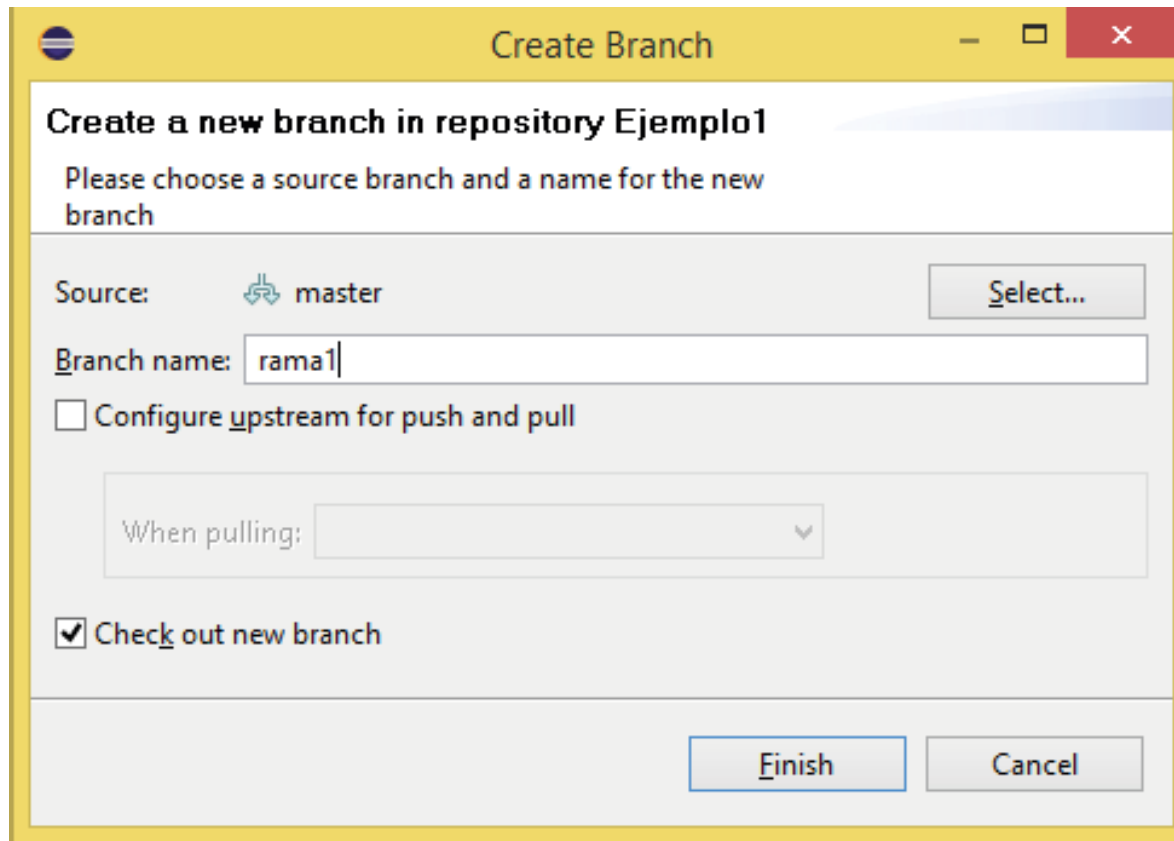 Create Branch
Create a new branch in repository Ejemplo1
Please choose a source branch and a name for the new
branch
Source: master Select...
Branch name: rama1
Configure upstream for push and pull
When pulling:
Check out new branch
Finish Cancel